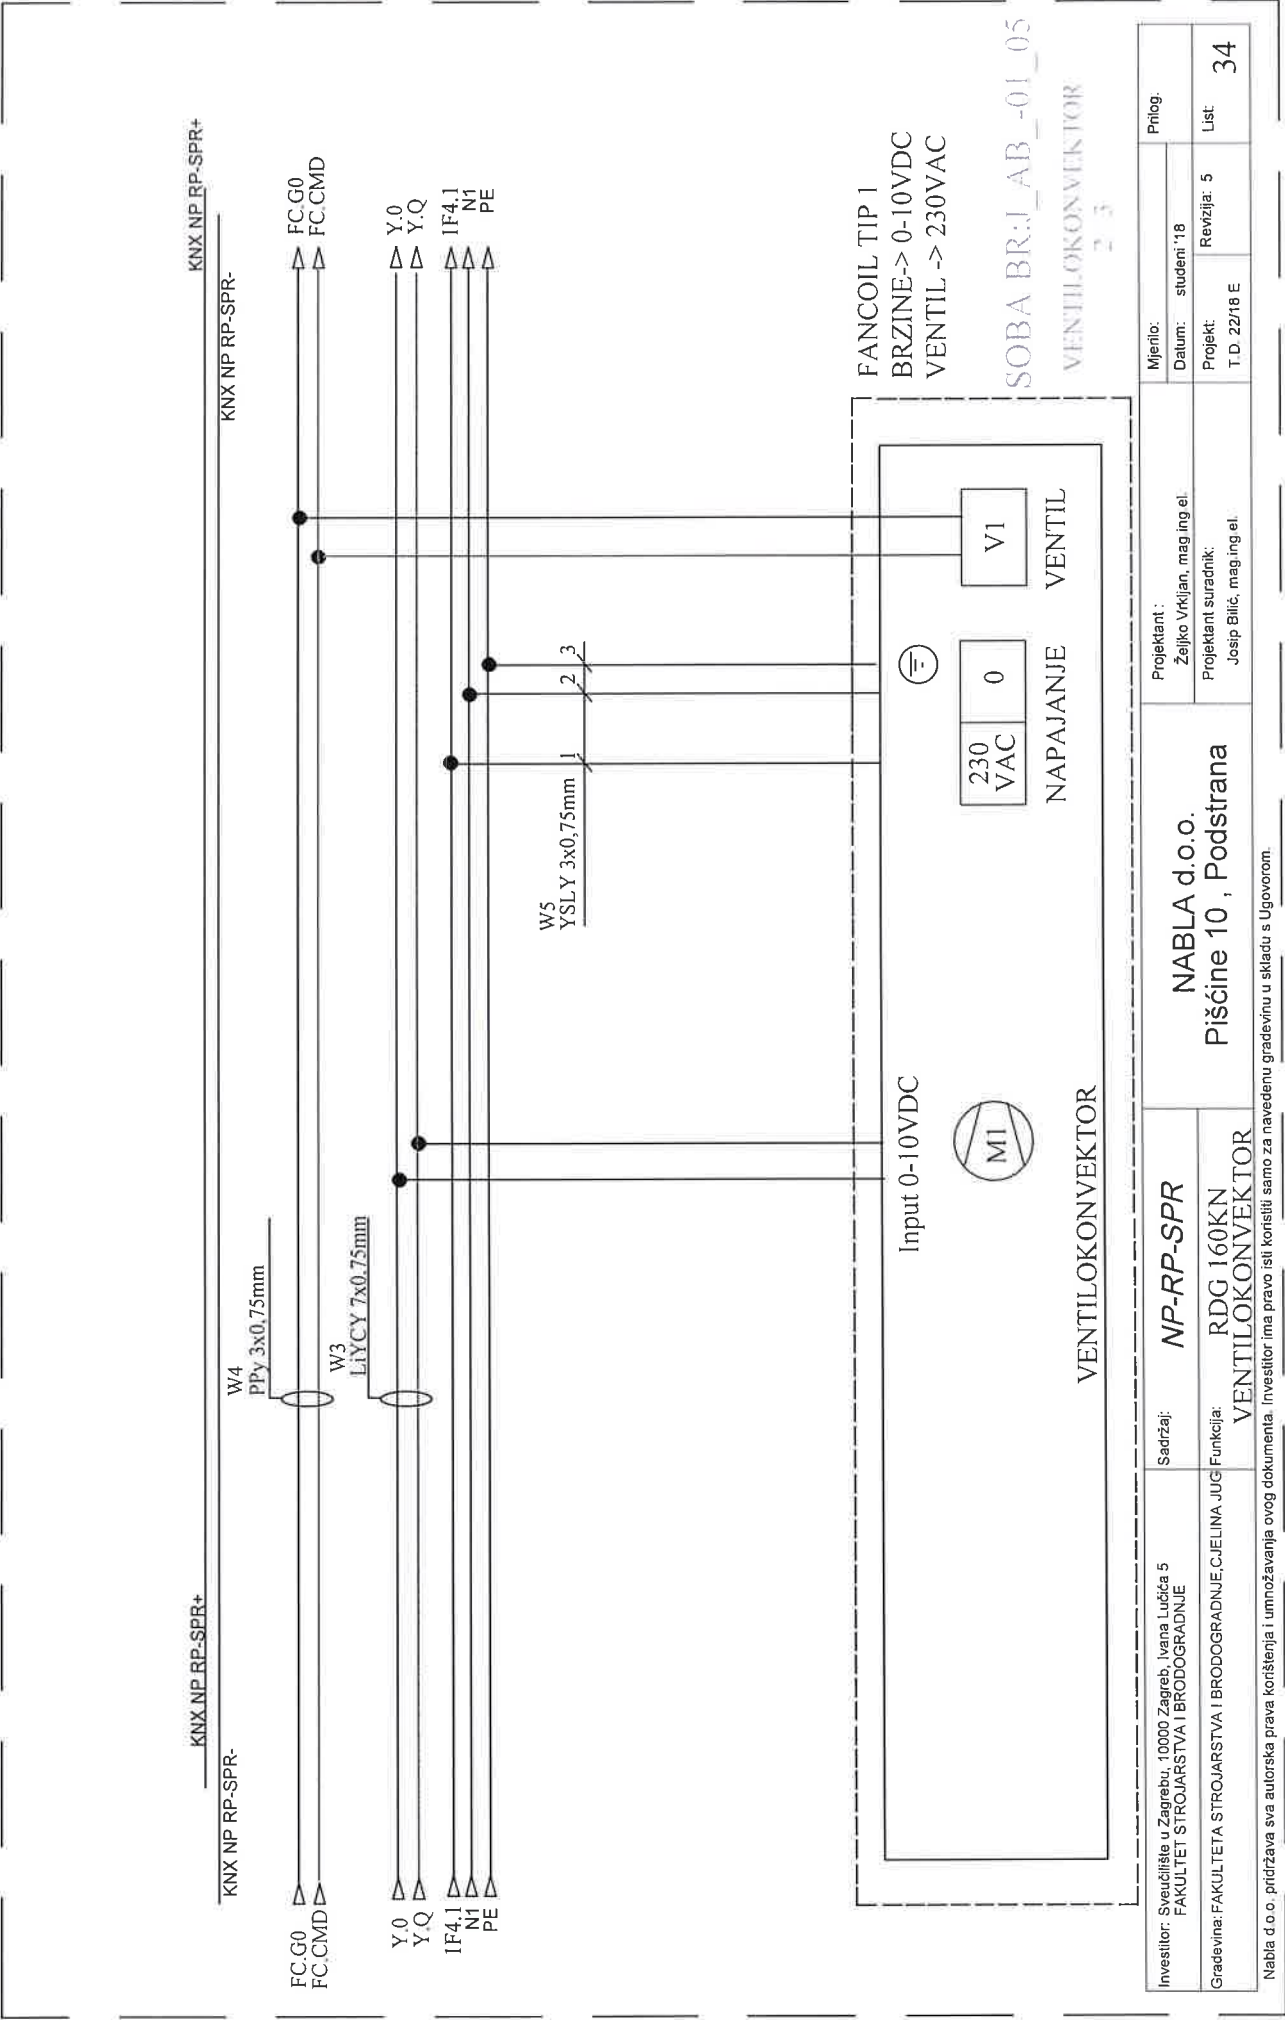 KNX NP RP-SPR+
KNX NP RP-SPR-
KNX NP RP-SPR+
KNX NP RP-SPR-
FC.G0
FC.CMD
Y.0
Y.Q
1F4.1
N1
PE
W4
PPy 3x0,75mm
W3
LiYCY 7x0,75mm
FC.G0
FC.CMD
Y.0
Y.Q
1F4.1
N1
PE
W5
YSLY 3x0,75mm
1
2
3
Input 0-10VDC
M1
VENTILOKONVEKTOR
230
VAC
0
NAPAJANJE
V1
VENTIL
FANCOIL TIP 1
BRZINE-> 0-10VDC
VENTIL -> 230VAC
SOBA BR:J_AB_-01_05
VENTILOKONVEKTOR
2 3
Investitor: Sveučilište u Zagrebu, 10000 Zagreb, Ivana Lučića 5
FAKULTET STROJARSTVA I BRODOGRADNJE
Građevina: FAKULTETA STROJARSTVA I BRODOGRADNJE,CJELINA JUG
Sadržaj:
NP-RP-SPR
Funkcija:
RDG 160KN
VENTILOKONVEKTOR
NABLA d.o.o.
Pišćine 10 , Podstrana
Projektant :
Željko Vrkljan, mag.ing.el.
Projektant suradnik:
Josip Bilić, mag.ing.el.
Mjerilo:
Datum: studeni '18
Projekt:
T.D. 22/18 E
Revizija: 5
Prilog:
List:
34
Nabla d.o.o. pridržava sva autorska prava korištenja i umnožavanja ovog dokumenta. Investitor ima pravo isti koristiti samo za navedenu građevinu u skladu s Ugovorom.